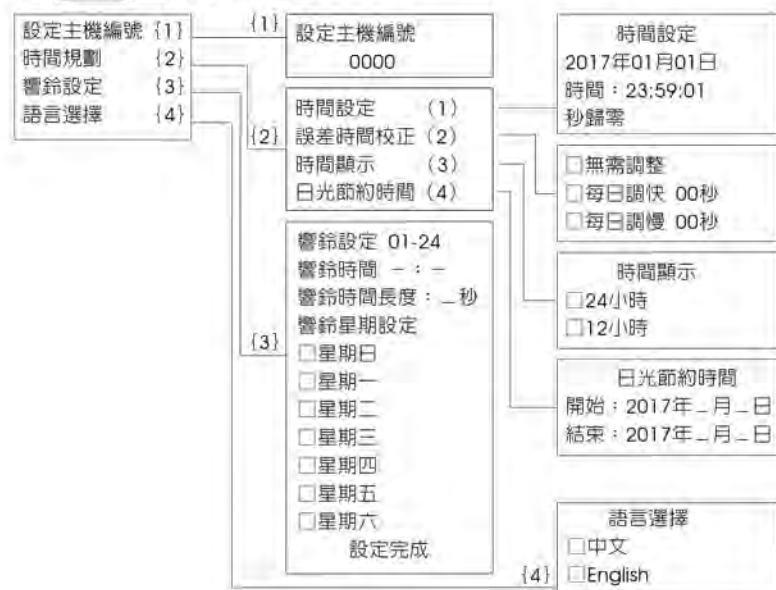 設定主機編號 {1}
時間規劃 {2}
響鈴設定 {3}
語言選擇 {4}
{1}
設定主機編號
0000
{2}
時間設定 (1)
誤差時間校正 (2)
時間顯示 (3)
日光節約時間 (4)
時間設定
2017年01月01日
時間：23:59:01
秒歸零
□無需調整
□每日調快 00秒
□每日調慢 00秒
時間顯示
□24小時
□12小時
日光節約時間
開始：2017年_月_日
結束：2017年_月_日
{3}
響鈴設定 01-24
響鈴時間 –：–
響鈴時間長度：_秒
響鈴星期設定
□星期日
□星期一
□星期二
□星期三
□星期四
□星期五
□星期六
設定完成
{4}
語言選擇
□中文
□English